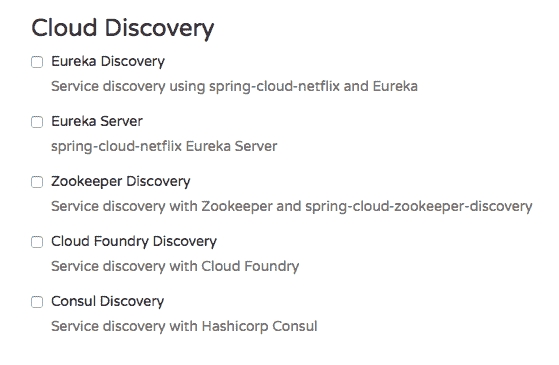 Cloud Discovery
Eureka Discovery
Service discovery using spring-cloud-netflix and Eureka
Eureka Server
spring-cloud-netflix Eureka Server
Zookeeper Discovery
Service discovery with Zookeeper and spring-cloud-zookeeper-discovery
Cloud Foundry Discovery
Service discovery with Cloud Foundry
Consul Discovery
Service discovery with Hashicorp Consul